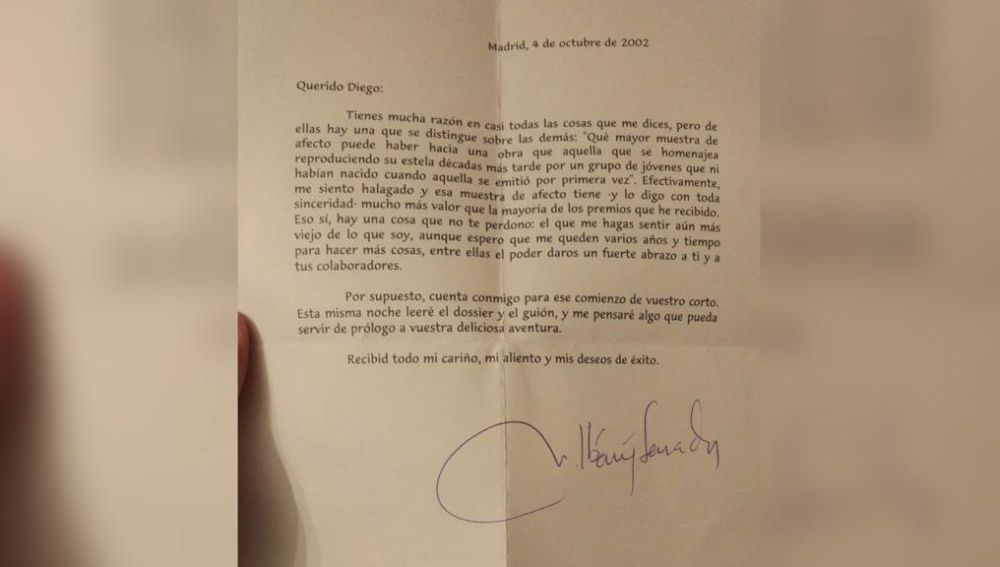 Madrid, 4 de octubre de 2002
Querido Diego:
Tienes mucha razón en casi todas las cosas que me dices, pero de
ellas hay una que se distingue sobre las demás: "Qué mayor muestra de
afecto puede haber hacia una obra que aquella que se homenajea
reproduciendo su estela décadas más tarde por un grupo de jóvenes que ni
habían nacido cuando aquella se emitió por primera vez". Efectivamente,
me siento halagado y esa muestra de afecto tiene -y lo digo con toda
sinceridad- mucho más valor que la mayoría de los premios que he recibido.
Eso sí, hay una cosa que no te perdono: el que me hagas sentir aún más
viejo de lo que soy, aunque espero que me queden varios años y tiempo
para hacer más cosas, entre ellas el poder daros un fuerte abrazo a ti y a
tus colaboradores.
Por supuesto, cuenta conmigo para ese comienzo de vuestro corto.
Esta misma noche leeré el dossier y el guión, y me pensaré algo que pueda
servir de prólogo a vuestra deliciosa aventura.
Recibid todo mi cariño, mi aliento y mis deseos de éxito.